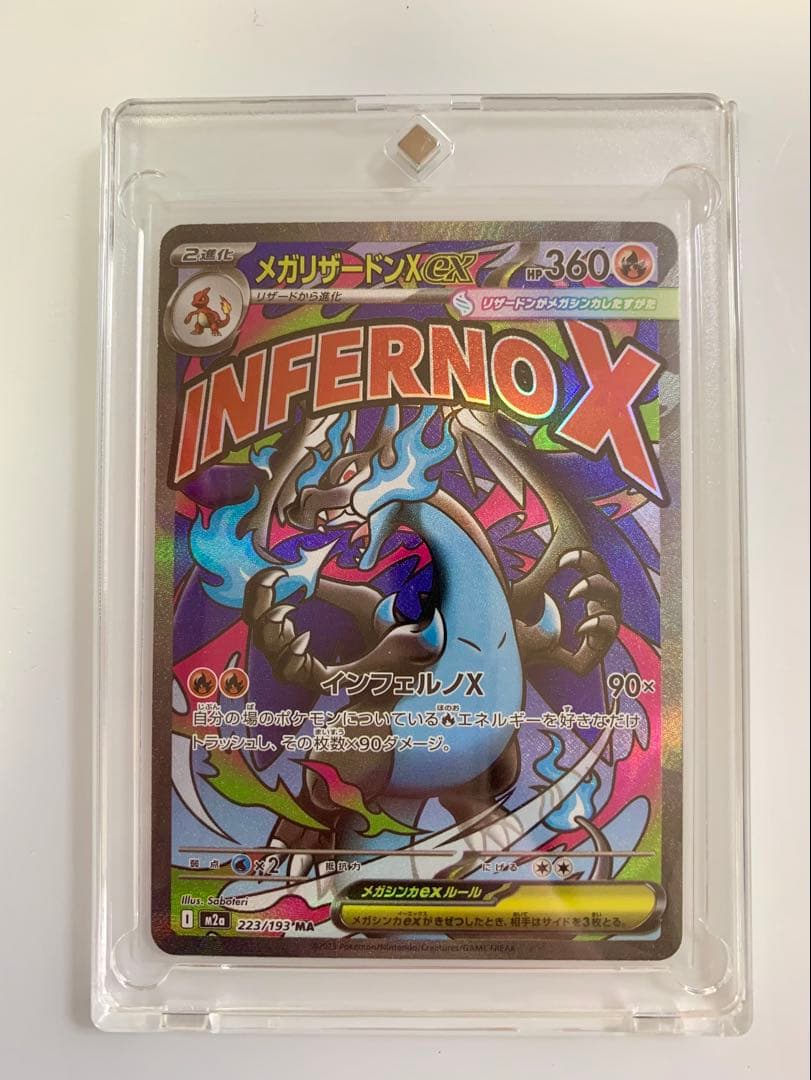 2進化 メガリザードンXex HP360
リザードから進化
リザードンがメガシンカしたすがた
INFERNO X
インフェルノX 90×
自分の場のポケモンについているエネルギーを好きなだけ
トラッシュし、その枚数×90ダメージ。
弱点 ×2 抵抗力 にげる
メガシンカexルール
メガシンカexがきぜつしたとき、相手はサイドを3枚とる。
Illus. Saboteri
I M2a 223/193 MA
©2025 Pokémon/Nintendo/Creatures/GAME FREAK